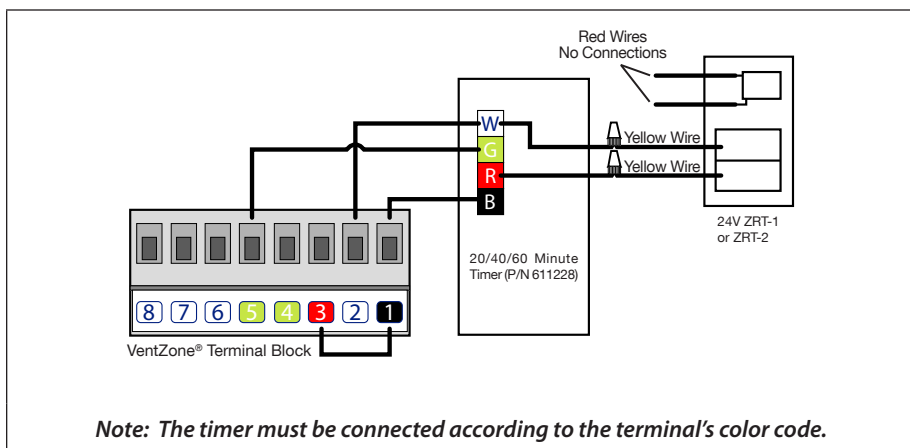 Red Wires
No Connections
W
G
R
B
Yellow Wire
Yellow Wire
24V ZRT-1
or ZRT-2
20/40/60 Minute
Timer (P/N 611228)
8 7 6 5 4 3 2 1
VentZone® Terminal Block
Note: The timer must be connected according to the terminal's color code.